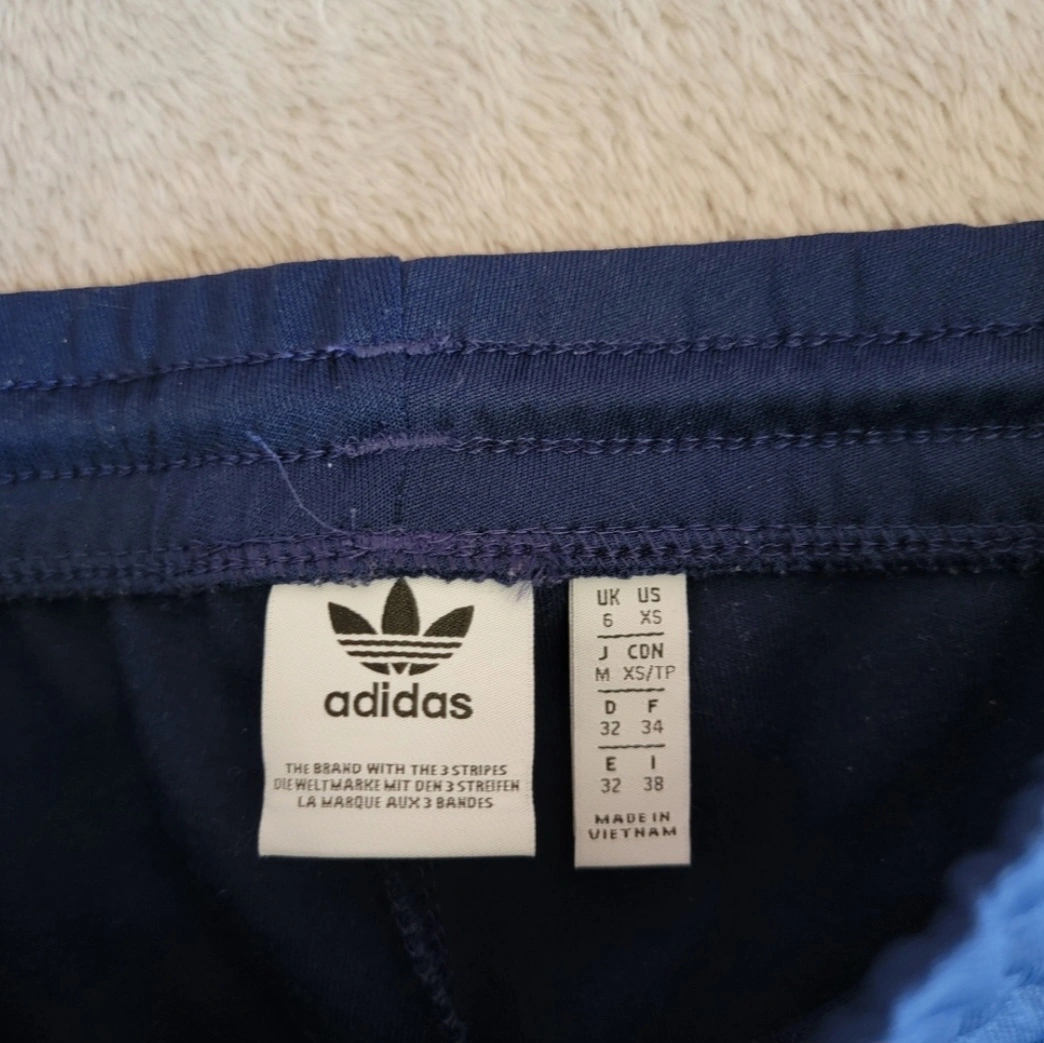 adidas
THE BRAND WITH THE 3 STRIPES
DIE WELTMARKE MIT DEN 3 STREIFEN
LA MARQUE AUX 3 BANDES
UK US
6 XS
J CDN
M XS/TP
D F
32 34
E I
32 38
MADE IN
VIETNAM